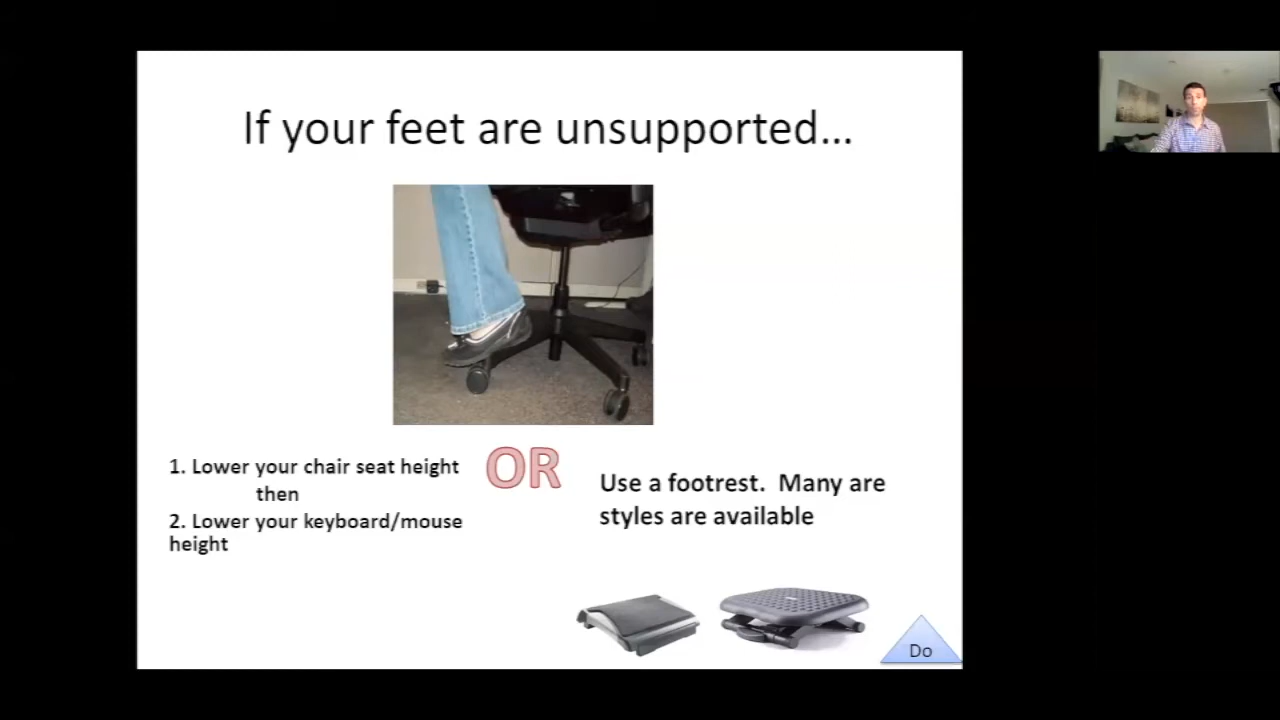 If your feet are unsupported...
1. Lower your chair seat height
then
2. Lower your keyboard/mouse
height
OR
Use a footrest.  Many are
styles are available
Do